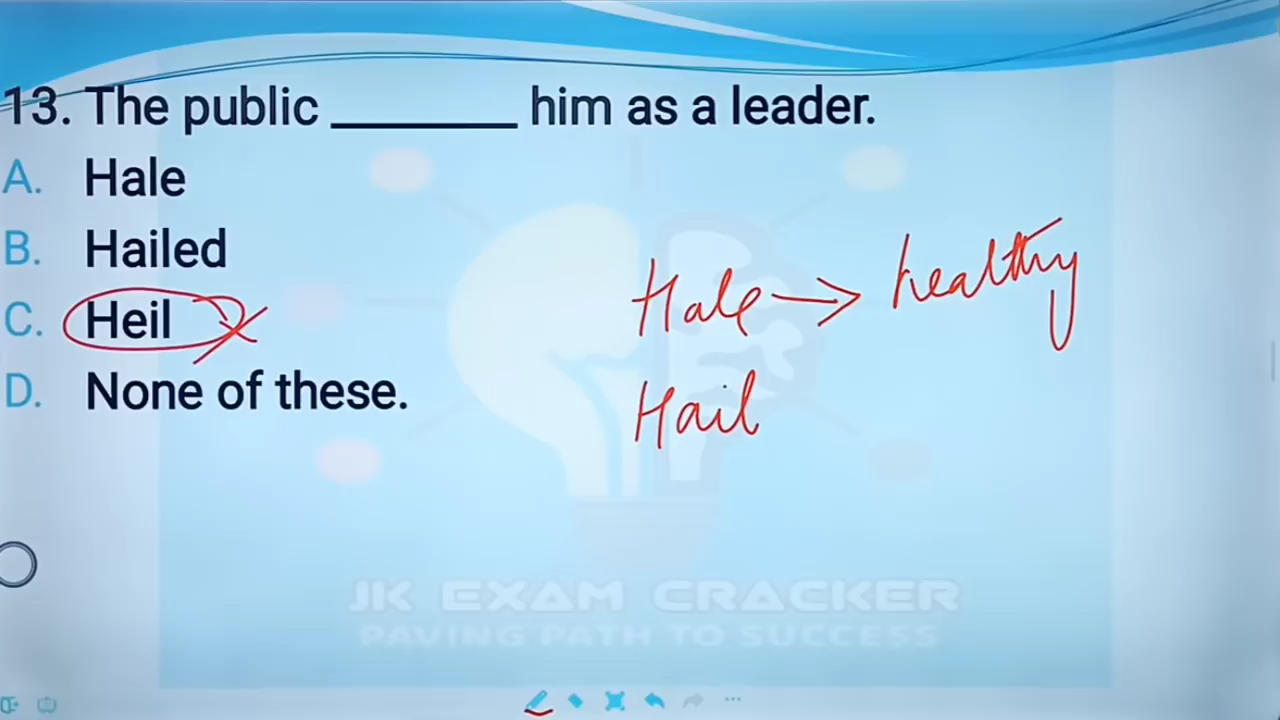 13. The public ________ him as a leader.
A. Hale
B. Hailed
C. Heil
D. None of these.
Hale → healthy
Hail
JK EXAM CRACKER
PAVING PATH TO SUCCESS